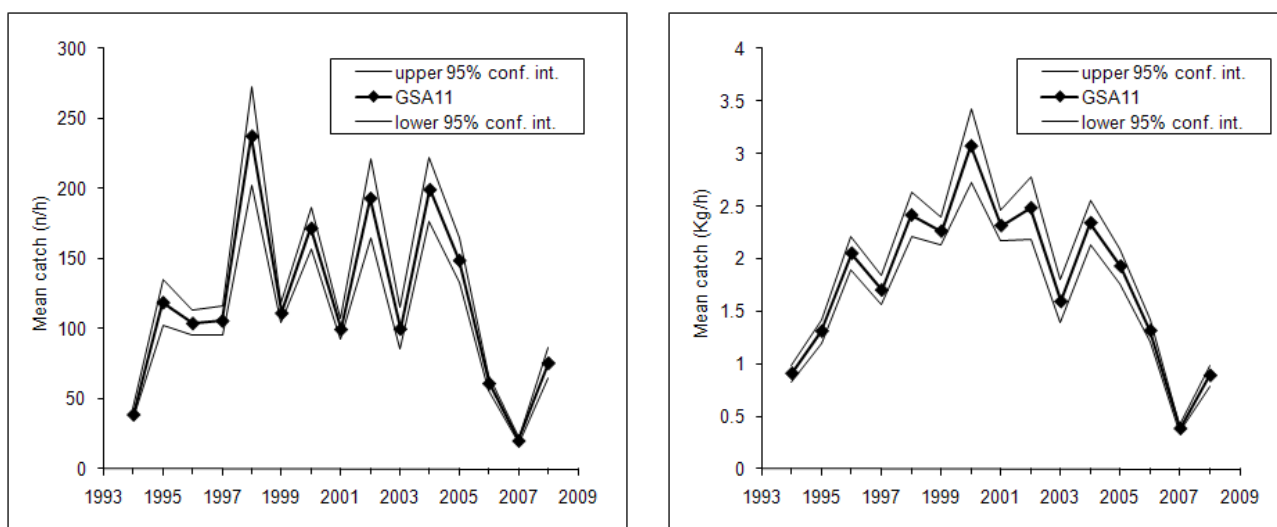 300
250
200
150
100
50
0
Mean catch (n/h)
upper 95% conf. int.
GSA11
lower 95% conf. int.
1993 1995 1997 1999 2001 2003 2005 2007 2009
4
3.5
3
2.5
2
1.5
1
0.5
0
Mean catch (Kg/h)
upper 95% conf. int.
GSA11
lower 95% conf. int.
1993 1995 1997 1999 2001 2003 2005 2007 2009